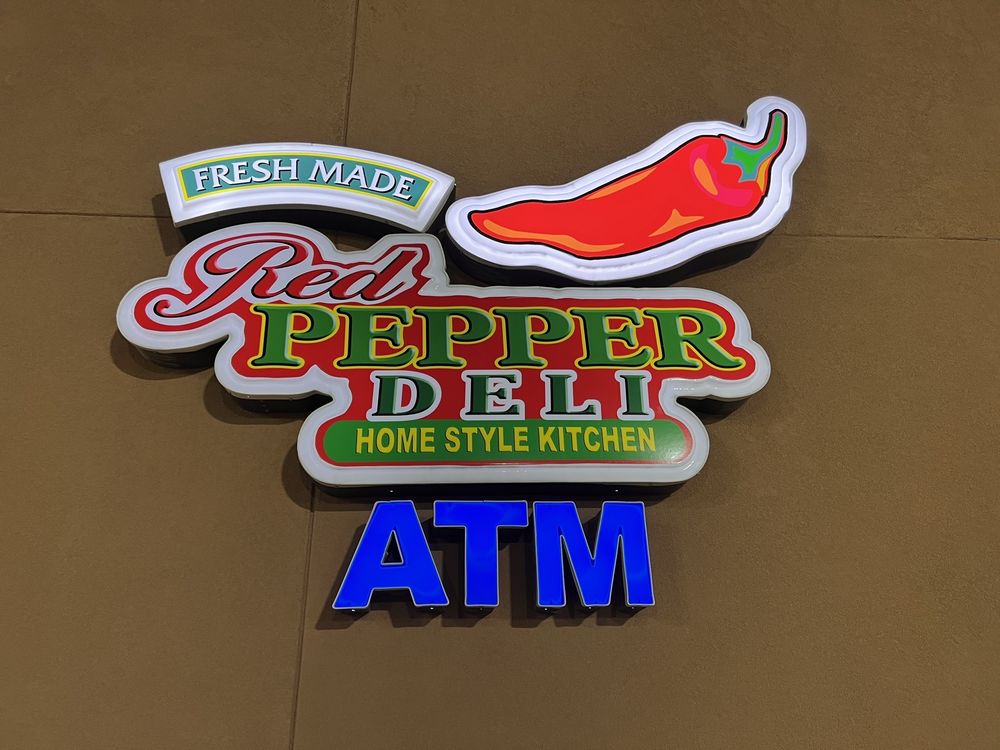 FRESH MADE
Red
PEPPER
DELI
HOME STYLE KITCHEN
ATM